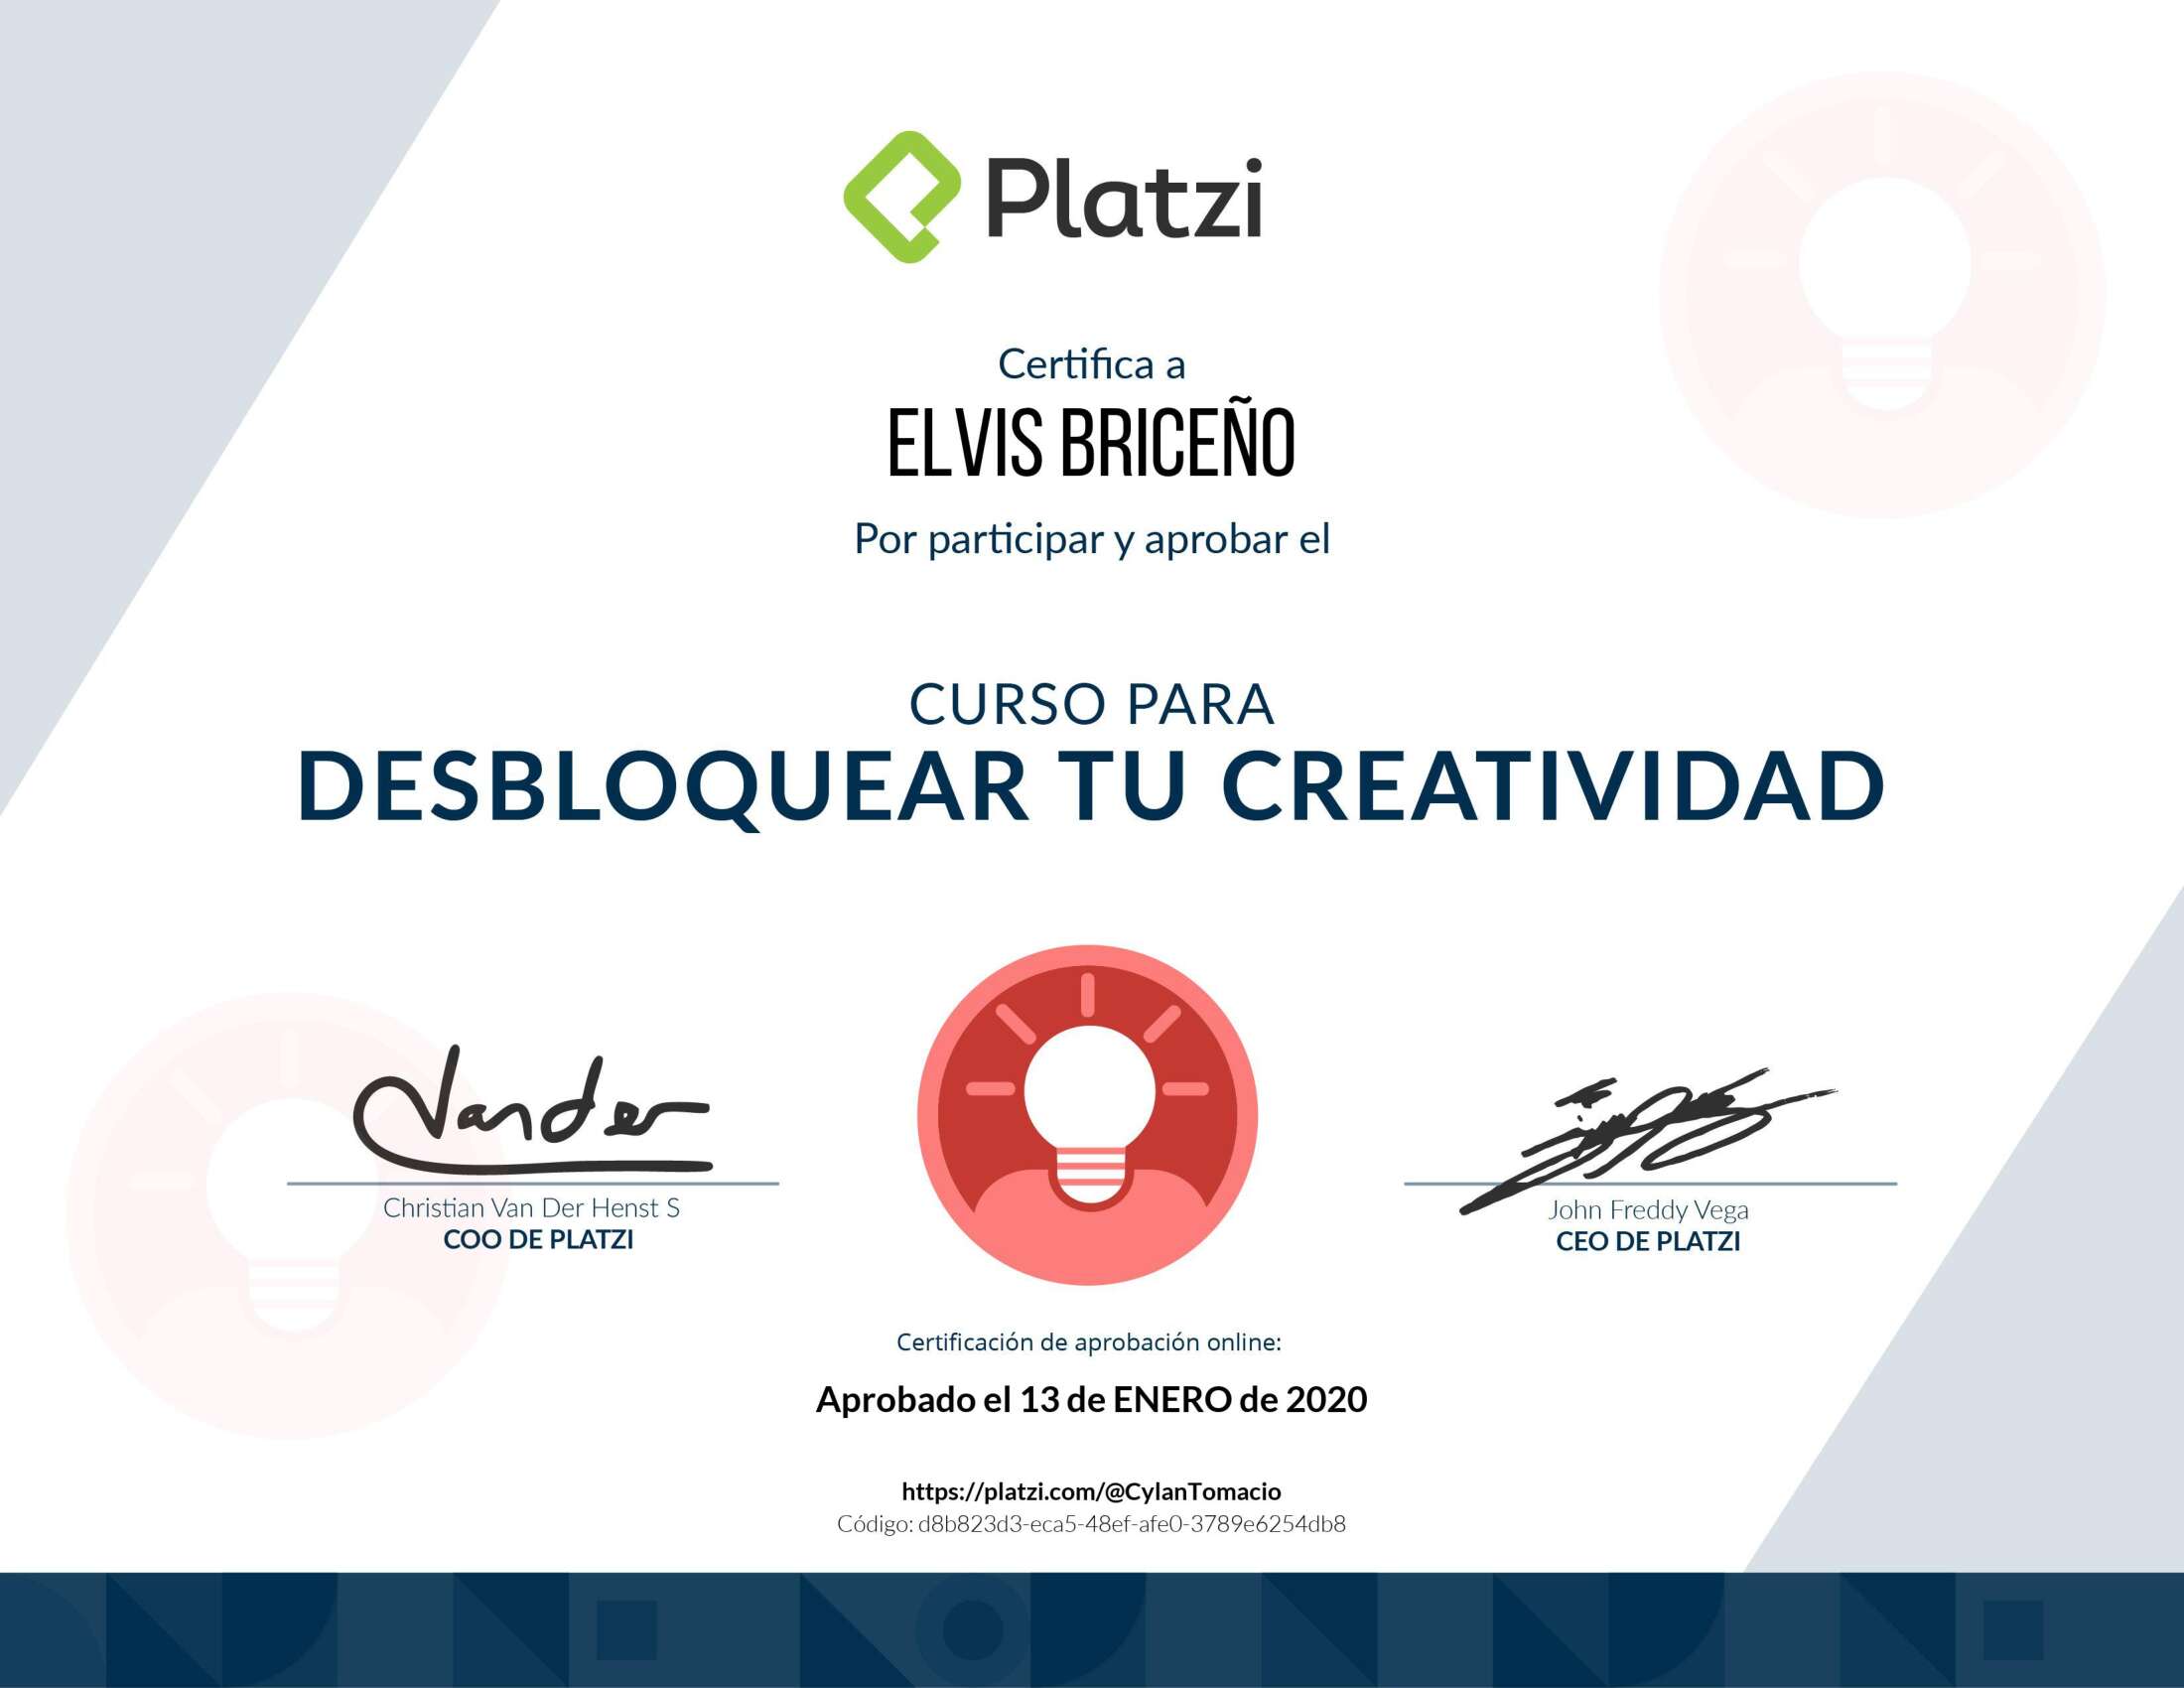 Platzi
Certifica a
ELVIS BRICEÑO
Por participar y aprobar el
CURSO PARA
DESBLOQUEAR TU CREATIVIDAD
Vander
Christian Van Der Henst S
COO DE PLATZI
John Freddy Vega
CEO DE PLATZI
Certificación de aprobación online:
Aprobado el 13 de ENERO de 2020
https://platzi.com/@CylanTomacio
Código: d8b823d3-eca5-48ef-afe0-3789e6254db8